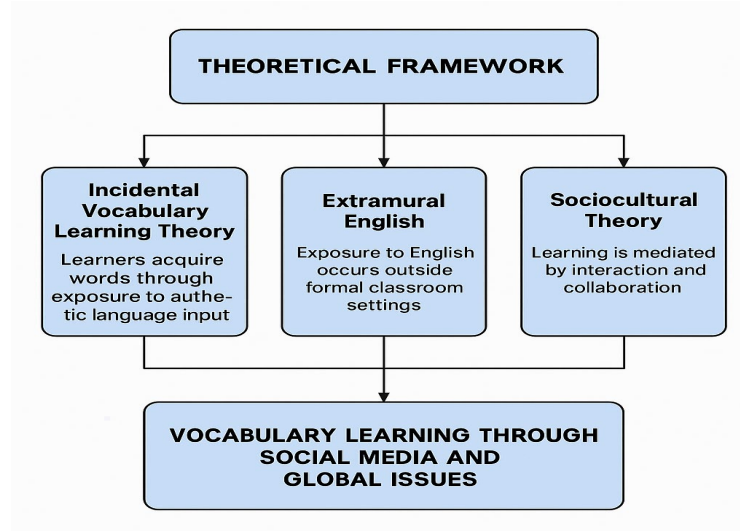 THEORETICAL FRAMEWORK
Incidental
Vocabulary
Learning Theory
Learners acquire
words through
exposure to authe-
tic language input
Extramural
English
Exposure to English
occurs outside
formal classroom
settings
Sociocultural
Theory
Learning is mediated
by interaction and
collaboration
VOCABULARY LEARNING THROUGH
SOCIAL MEDIA AND
GLOBAL ISSUES